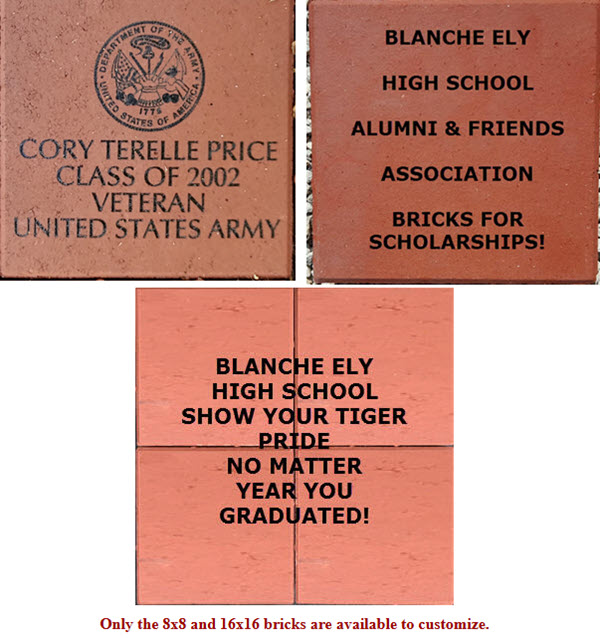 DEPARTMENT OF THE ARMY
UNITED STATES OF AMERICA
1775
CORY TERELLE PRICE
CLASS OF 2002
VETERAN
UNITED STATES ARMY
BLANCHE ELY
HIGH SCHOOL
ALUMNI & FRIENDS
ASSOCIATION
BRICKS FOR
SCHOLARSHIPS!
BLANCHE ELY
HIGH SCHOOL
SHOW YOUR TIGER
PRIDE
NO MATTER
YEAR YOU
GRADUATED!
Only the 8x8 and 16x16 bricks are available to customize.